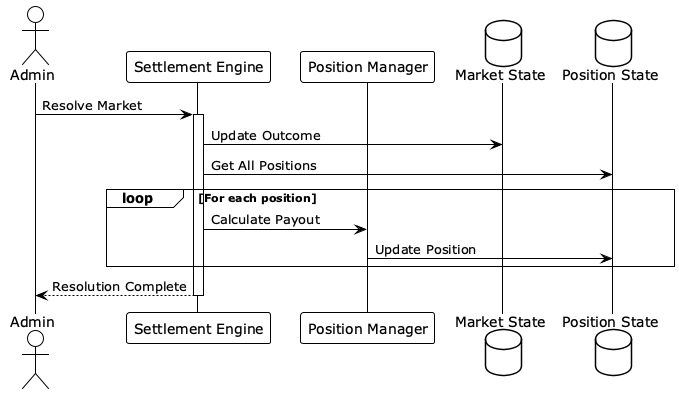 Admin
Settlement Engine
Position Manager
Market State
Position State
Resolve Market
Update Outcome
Get All Positions
loop
[For each position]
Calculate Payout
Update Position
Resolution Complete
Admin
Settlement Engine
Position Manager
Market State
Position State